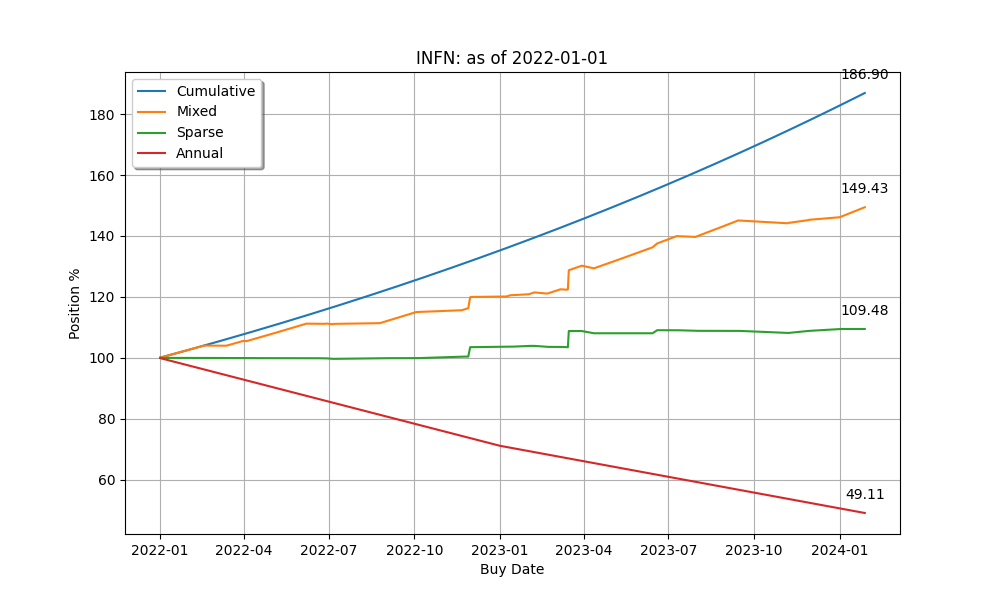 INFN: as of 2022-01-01
186.90
Cumulative
Mixed
Sparse
Annual
149.43
109.48
49.11
180
160
140
120
100
80
60
Position %
2022-01 2022-04 2022-07 2022-10 2023-01 2023-04 2023-07 2023-10 2024-01
Buy Date